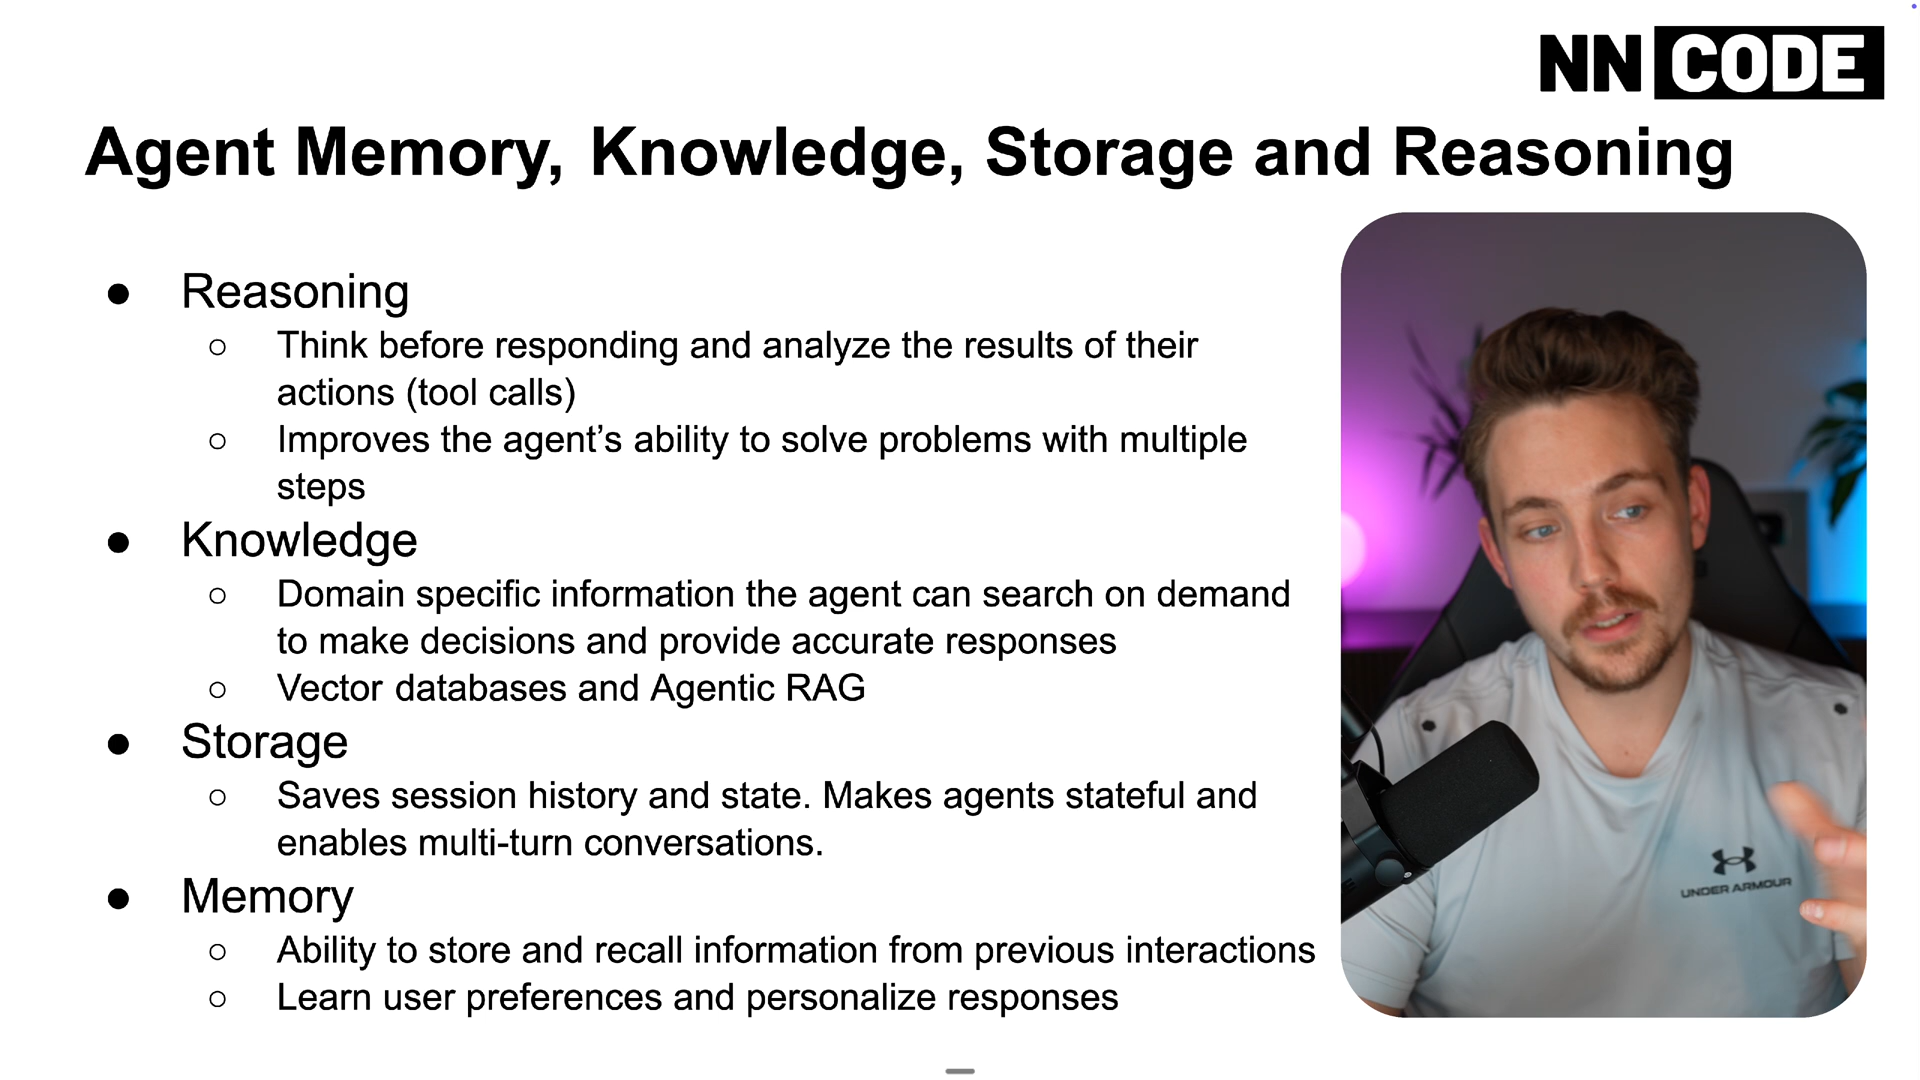 NN CODE
Agent Memory, Knowledge, Storage and Reasoning
● Reasoning
○ Think before responding and analyze the results of their
actions (tool calls)
○ Improves the agent’s ability to solve problems with multiple
steps
● Knowledge
○ Domain specific information the agent can search on demand
to make decisions and provide accurate responses
○ Vector databases and Agentic RAG
● Storage
○ Saves session history and state. Makes agents stateful and
enables multi-turn conversations.
● Memory
○ Ability to store and recall information from previous interactions
○ Learn user preferences and personalize responses
UNDER ARMOUR